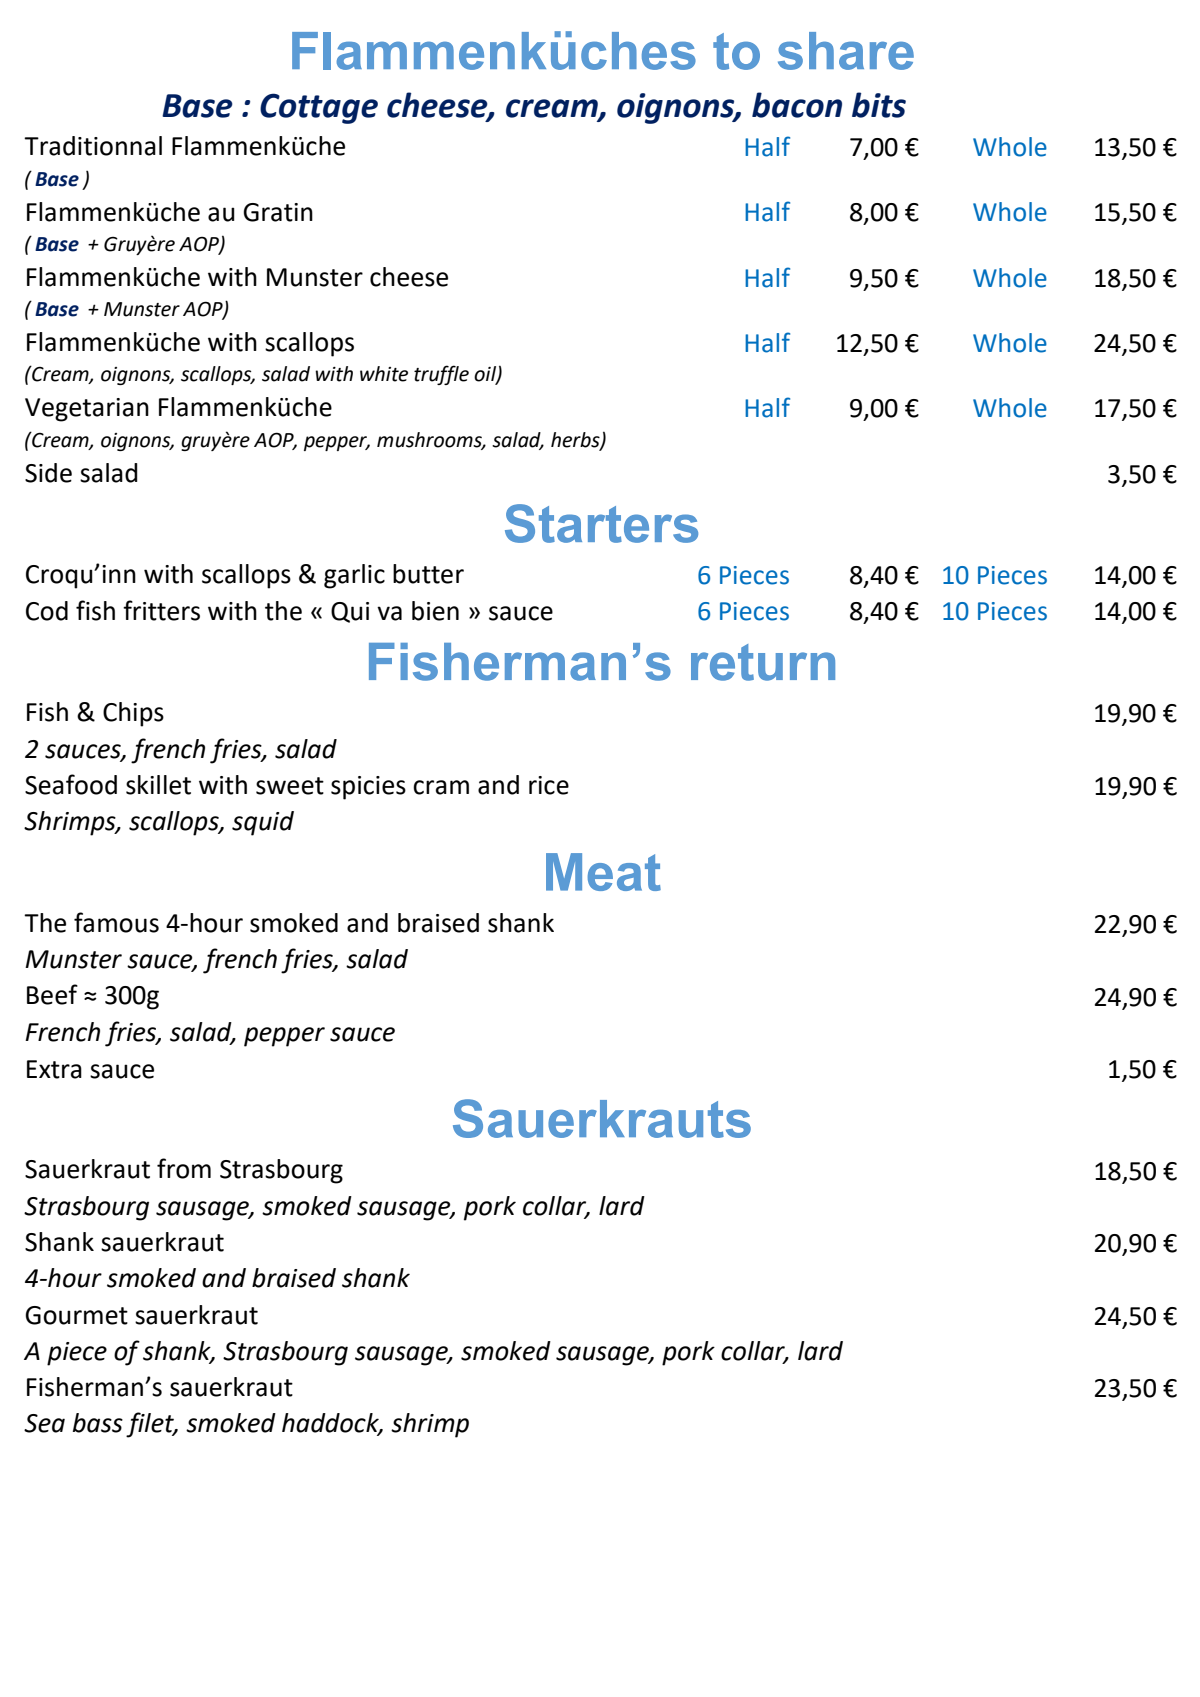 Flammenküches to share
Base : Cottage cheese, cream, oignons, bacon bits
Traditionnal Flammenküche Half 7,00 € Whole 13,50 €
( Base )
Flammenküche au Gratin Half 8,00 € Whole 15,50 €
( Base + Gruyère AOP)
Flammenküche with Munster cheese Half 9,50 € Whole 18,50 €
( Base + Munster AOP)
Flammenküche with scallops Half 12,50 € Whole 24,50 €
(Cream, oignons, scallops, salad with white truffle oil)
Vegetarian Flammenküche Half 9,00 € Whole 17,50 €
(Cream, oignons, gruyère AOP, pepper, mushrooms, salad, herbs)
Side salad 3,50 €
Starters
Croqu’inn with scallops & garlic butter 6 Pieces 8,40 € 10 Pieces 14,00 €
Cod fish fritters with the « Qui va bien » sauce 6 Pieces 8,40 € 10 Pieces 14,00 €
Fisherman’s return
Fish & Chips 19,90 €
2 sauces, french fries, salad
Seafood skillet with sweet spicies cram and rice 19,90 €
Shrimps, scallops, squid
Meat
The famous 4-hour smoked and braised shank 22,90 €
Munster sauce, french fries, salad
Beef ≈ 300g 24,90 €
French fries, salad, pepper sauce
Extra sauce 1,50 €
Sauerkrauts
Sauerkraut from Strasbourg 18,50 €
Strasbourg sausage, smoked sausage, pork collar, lard
Shank sauerkraut 20,90 €
4-hour smoked and braised shank
Gourmet sauerkraut 24,50 €
A piece of shank, Strasbourg sausage, smoked sausage, pork collar, lard
Fisherman’s sauerkraut 23,50 €
Sea bass filet, smoked haddock, shrimp